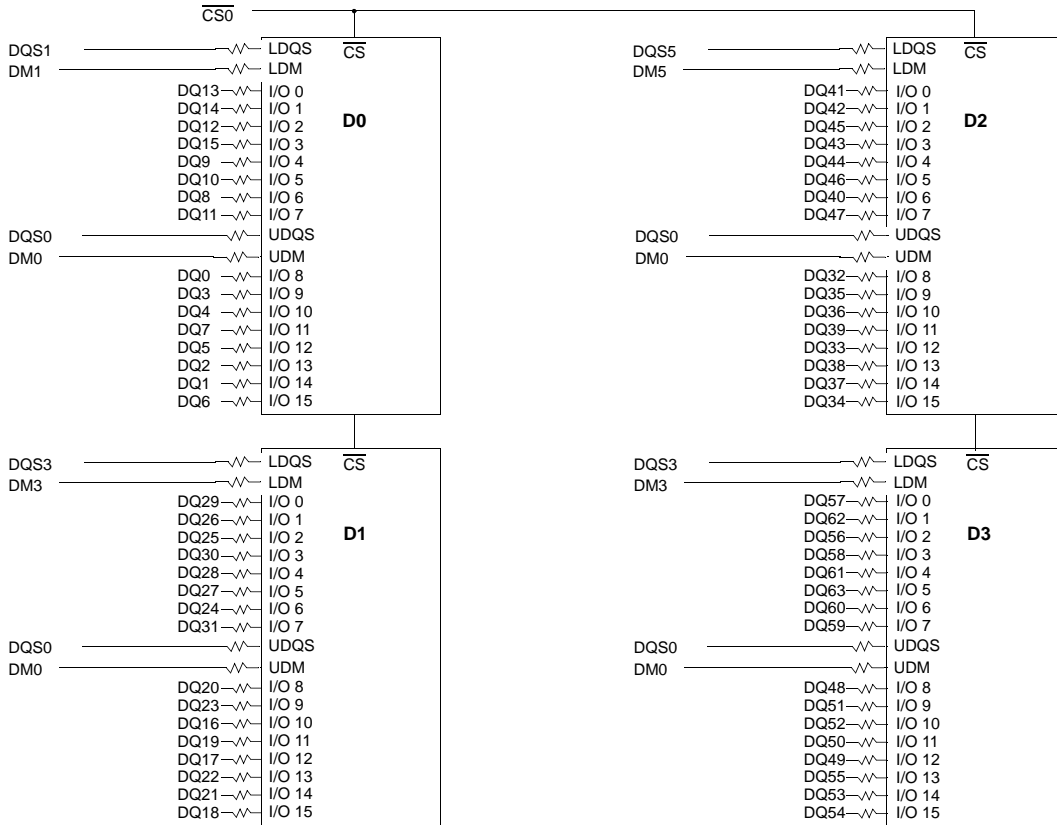 CS0
DQS1 LDQS CS
DM1 LDM
DQ13 I/O 0
DQ14 I/O 1
D0
DQ12 I/O 2
DQ15 I/O 3
DQ9 I/O 4
DQ10 I/O 5
DQ8 I/O 6
DQ11 I/O 7
DQS0 UDQS
DM0 UDM
DQ0 I/O 8
DQ3 I/O 9
DQ4 I/O 10
DQ7 I/O 11
DQ5 I/O 12
DQ2 I/O 13
DQ1 I/O 14
DQ6 I/O 15
DQS5 LDQS CS
DM5 LDM
DQ41 I/O 0
DQ42 I/O 1
D2
DQ45 I/O 2
DQ43 I/O 3
DQ44 I/O 4
DQ46 I/O 5
DQ40 I/O 6
DQ47 I/O 7
DQS0 UDQS
DM0 UDM
DQ32 I/O 8
DQ35 I/O 9
DQ36 I/O 10
DQ39 I/O 11
DQ33 I/O 12
DQ38 I/O 13
DQ37 I/O 14
DQ34 I/O 15
DQS3 LDQS CS
DM3 LDM
DQ29 I/O 0
DQ26 I/O 1
DQ25 I/O 2 D1
DQ30 I/O 3
DQ28 I/O 4
DQ27 I/O 5
DQ24 I/O 6
DQ31 I/O 7
DQS0 UDQS
DM0 UDM
DQ20 I/O 8
DQ23 I/O 9
DQ16 I/O 10
DQ19 I/O 11
DQ17 I/O 12
DQ22 I/O 13
DQ21 I/O 14
DQ18 I/O 15
DQS3 LDQS CS
DM3 LDM
DQ57 I/O 0
DQ62 I/O 1
DQ56 I/O 2 D3
DQ58 I/O 3
DQ61 I/O 4
DQ63 I/O 5
DQ60 I/O 6
DQ59 I/O 7
DQS0 UDQS
DM0 UDM
DQ48 I/O 8
DQ51 I/O 9
DQ52 I/O 10
DQ50 I/O 11
DQ49 I/O 12
DQ55 I/O 13
DQ53 I/O 14
DQ54 I/O 15